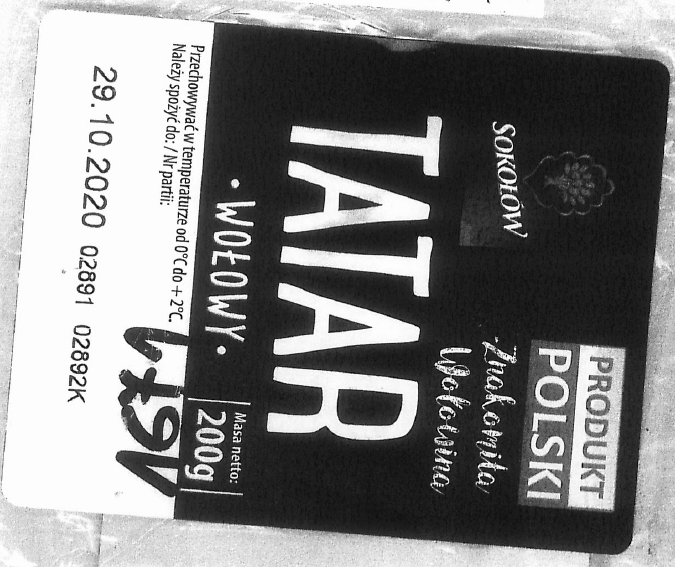 SOKOŁÓW
PRODUKT
POLSKI
Znakomita
Wołowina
TATAR
• WOŁOWY •
Masa netto:
200g
Przechowywać w temperaturze od 0°C do + 2°C.
Należy spożyć do: / Nr partii:
29.10.2020 02891 02892K